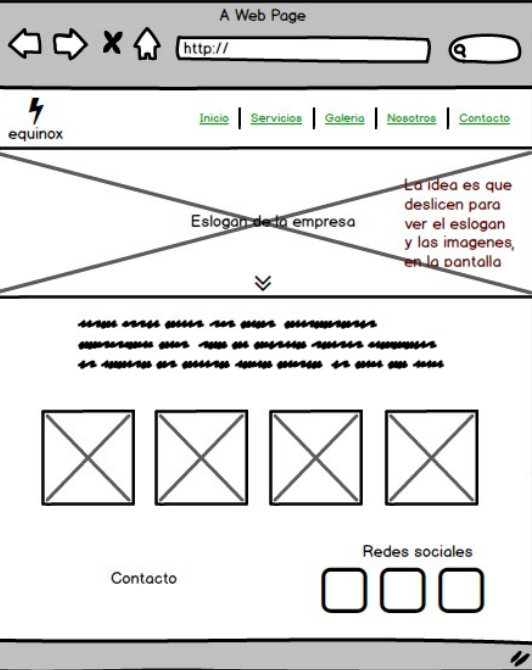 A Web Page
http://
equinox
Inicio Servicios Galeria Nosotros Contacto
Eslogan de la empresa
La idea es que
deslicen para
ver el eslogan
y las imagenes,
en la pantalla
Redes sociales
Contacto